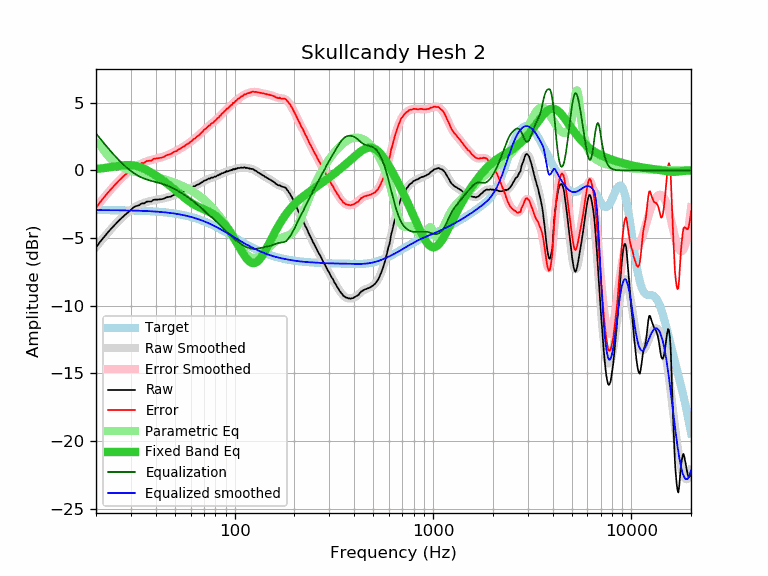 Skullcandy Hesh 2
5
0
−5
−10
−15
−20
−25
Amplitude (dBr)
Target
Raw Smoothed
Error Smoothed
Raw
Error
Parametric Eq
Fixed Band Eq
Equalization
Equalized smoothed
100 1000 10000
Frequency (Hz)